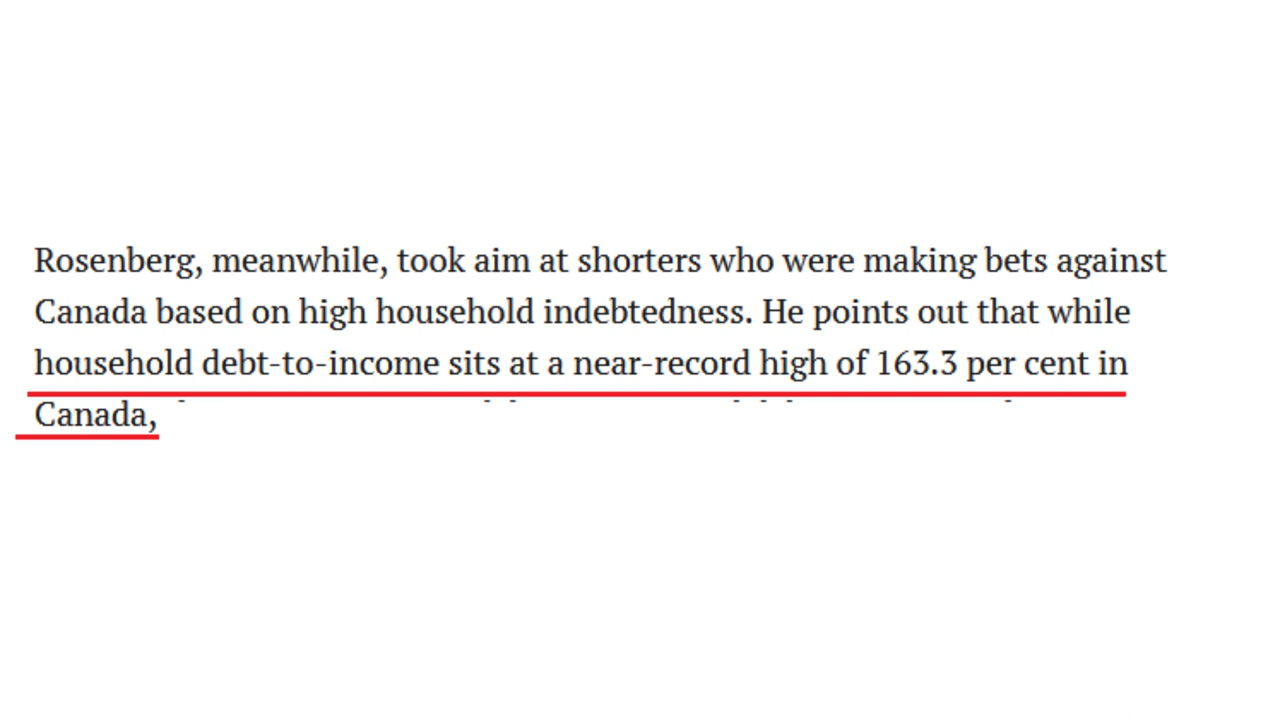 Rosenberg, meanwhile, took aim at shorters who were making bets against
Canada based on high household indebtedness. He points out that while
household debt-to-income sits at a near-record high of 163.3 per cent in
Canada,